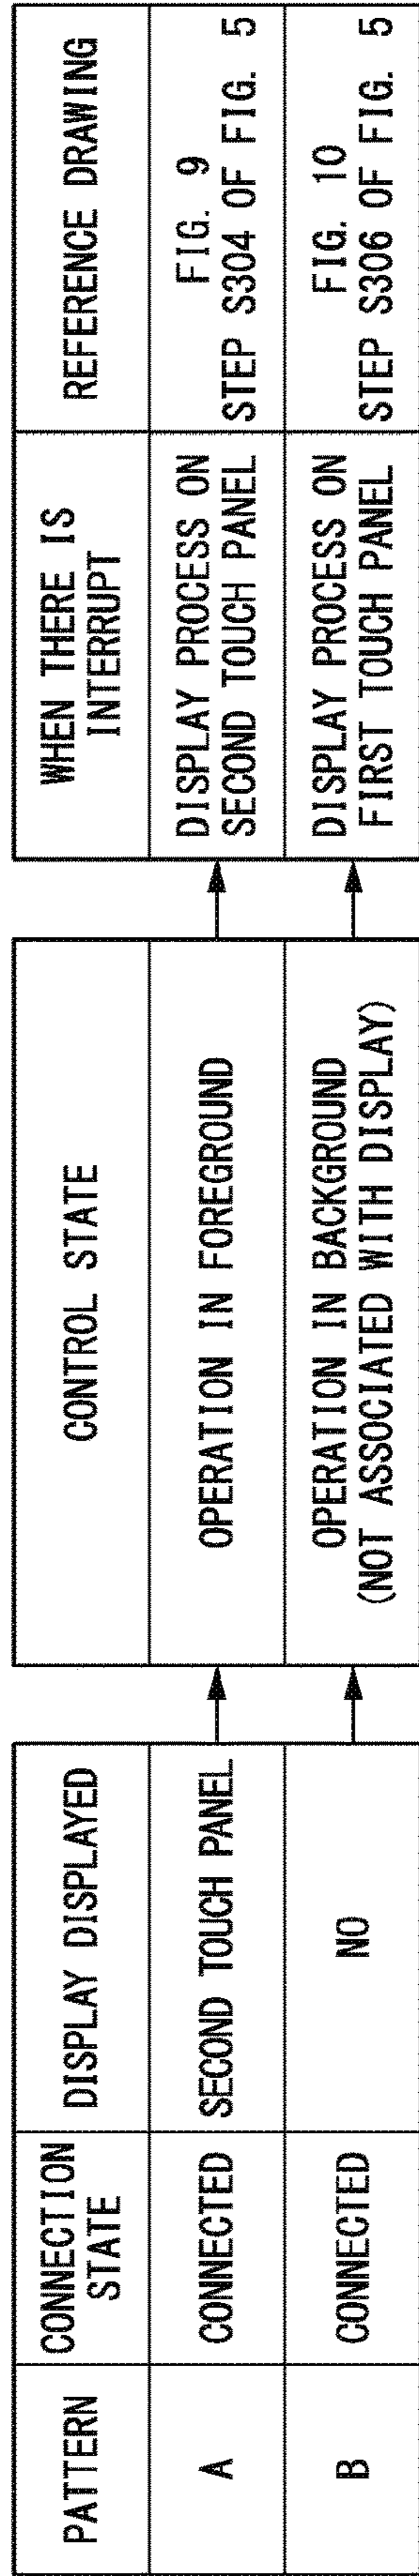 PATTERN
CONNECTION
STATE
DISPLAY DISPLAYED
CONTROL STATE
WHEN THERE IS
INTERRUPT
REFERENCE DRAWING
A
CONNECTED
SECOND TOUCH PANEL
OPERATION IN FOREGROUND
DISPLAY PROCESS ON
SECOND TOUCH PANEL
FIG. 9
STEP S304 OF FIG. 5
B
CONNECTED
NO
OPERATION IN BACKGROUND
(NOT ASSOCIATED WITH DISPLAY)
DISPLAY PROCESS ON
FIRST TOUCH PANEL
FIG. 10
STEP S306 OF FIG. 5